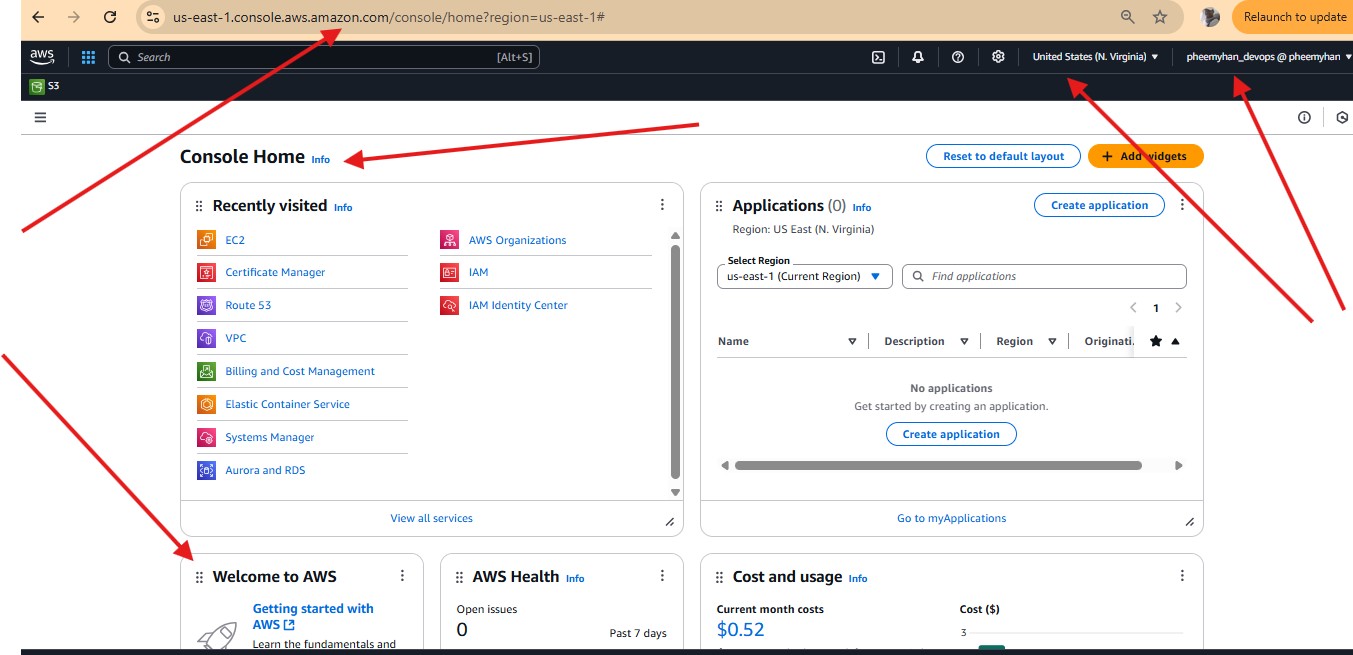 us-east-1.console.aws.amazon.com/console/home?region=us-east-1#
Relaunch to update
aws
Search
[Alt+S]
United States (N. Virginia)
pheemyhan_devops @ pheemyhan
S3
Console Home Info
Reset to default layout
+ Add widgets
Recently visited Info
EC2
Certificate Manager
Route 53
VPC
Billing and Cost Management
Elastic Container Service
Systems Manager
Aurora and RDS
AWS Organizations
IAM
IAM Identity Center
View all services
Applications (0) Info
Create application
Region: US East (N. Virginia)
Select Region
us-east-1 (Current Region)
Find applications
1
Name
Description
Region
Originati.
No applications
Get started by creating an application.
Create application
Go to myApplications
Welcome to AWS
Getting started with
AWS
Learn the fundamentals and
AWS Health Info
Open issues
0
Past 7 days
Cost and usage Info
Current month costs
$0.52
Cost ($)
3